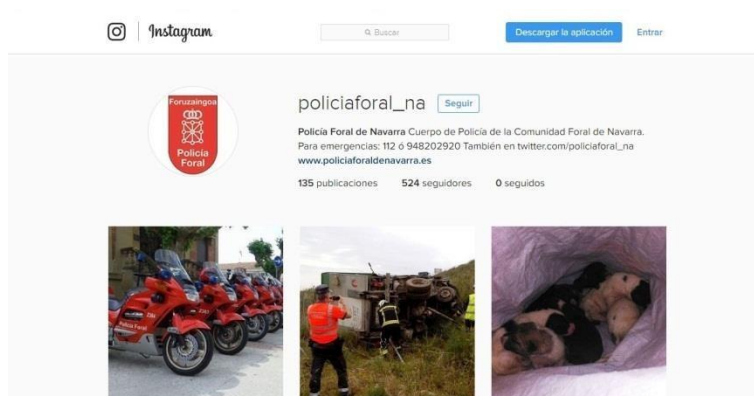 Instagram
Buscar
Descargar la aplicación
Entrar
Foruzaingoa
Policía
Foral
policiaforal_na Seguir
Policía Foral de Navarra Cuerpo de Policía de la Comunidad Foral de Navarra.
Para emergencias: 112 ó 948202920 También en twitter.com/policiaforal_na
www.policiaforaldenavarra.es
135 publicaciones 524 seguidores 0 seguidos
Policía Foral